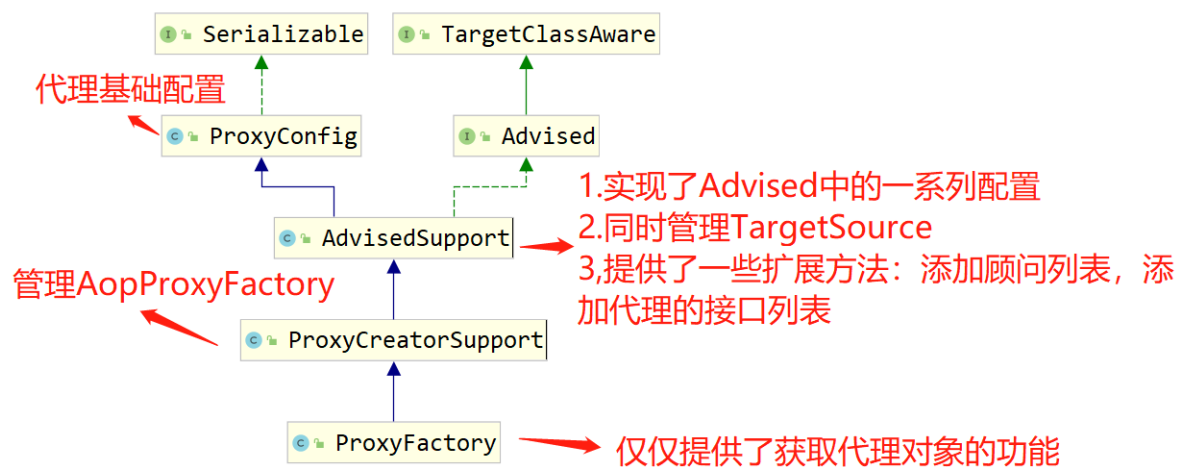 Serializable
TargetClassAware
代理基础配置
ProxyConfig
Advised
1.实现了Advised中的一系列配置
2.同时管理TargetSource
3,提供了一些扩展方法：添加顾问列表，添
加代理的接口列表
AdvisedSupport
管理AopProxyFactory
ProxyCreatorSupport
ProxyFactory
仅仅提供了获取代理对象的功能